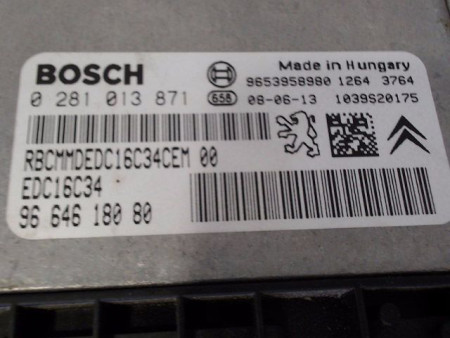 BOSCH
Made in Hungary
9653958980 1264 3764
0 281 013 871 658 08-06-13 1039S20175
RBCMMDEDC16C34CEM 00
EDC16C34
96 646 180 80